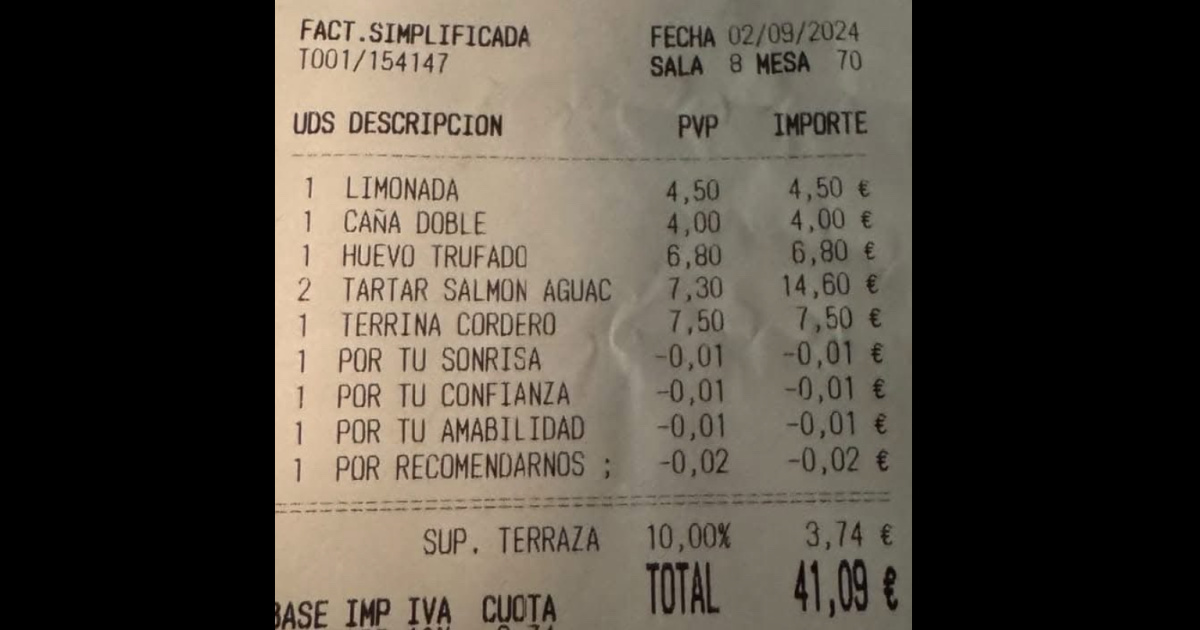 FACT.SIMPLIFICADA FECHA 02/09/2024
T001/154147 SALA 8 MESA 70
UDS DESCRIPCION PVP IMPORTE
1 LIMONADA 4,50 4,50 €
1 CAÑA DOBLE 4,00 4,00 €
1 HUEVO TRUFADO 6,80 6,80 €
2 TARTAR SALMON AGUAC 7,30 14,60 €
1 TERRINA CORDERO 7,50 7,50 €
1 POR TU SONRISA -0,01 -0,01 €
1 POR TU CONFIANZA -0,01 -0,01 €
1 POR TU AMABILIDAD -0,01 -0,01 €
1 POR RECOMENDARNOS ; -0,02 -0,02 €
SUP. TERRAZA 10,00% 3,74 €
TOTAL 41,09 €
BASE IMP IVA CUOTA